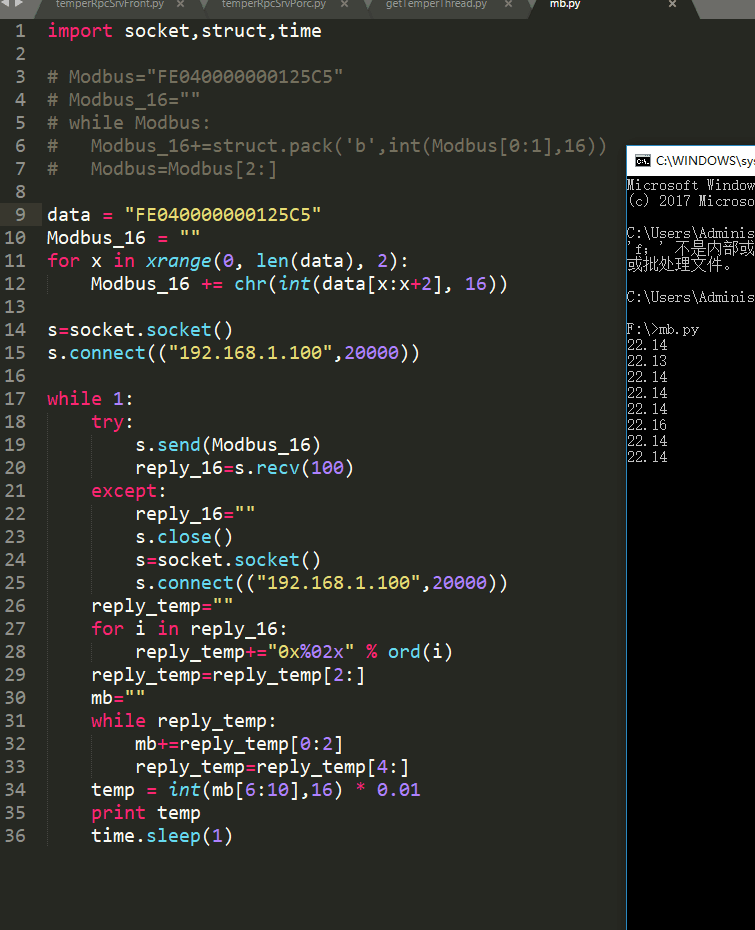 temperRpcSrvFront.py × temperRpcSrvPorc.py × getTemperThread.py × mb.py ×
1 import socket,struct,time
2
3 # Modbus="FE040000000125C5"
4 # Modbus_16=""
5 # while Modbus:
6 #   Modbus_16+=struct.pack('b',int(Modbus[0:1],16))
7 #   Modbus=Modbus[2:]
8
9 data = "FE040000000125C5"
10 Modbus_16 = ""
11 for x in xrange(0, len(data), 2):
12     Modbus_16 += chr(int(data[x:x+2], 16))
13
14 s=socket.socket()
15 s.connect(("192.168.1.100",20000))
16
17 while 1:
18     try:
19         s.send(Modbus_16)
20         reply_16=s.recv(100)
21     except:
22         reply_16=""
23         s.close()
24         s=socket.socket()
25         s.connect(("192.168.1.100",20000))
26     reply_temp=""
27     for i in reply_16:
28         reply_temp+="0x%02x" % ord(i)
29     reply_temp=reply_temp[2:]
30     mb=""
31     while reply_temp:
32         mb+=reply_temp[0:2]
33         reply_temp=reply_temp[4:]
34     temp = int(mb[6:10],16) * 0.01
35     print temp
36     time.sleep(1)
C:\WINDOWS\sys
Microsoft Window
(c) 2017 Microso
C:\Users\Adminis
'f；' 不是内部或
或批处理文件。
C:\Users\Adminis
F:\>mb.py
22.14
22.13
22.14
22.14
22.14
22.16
22.14
22.14